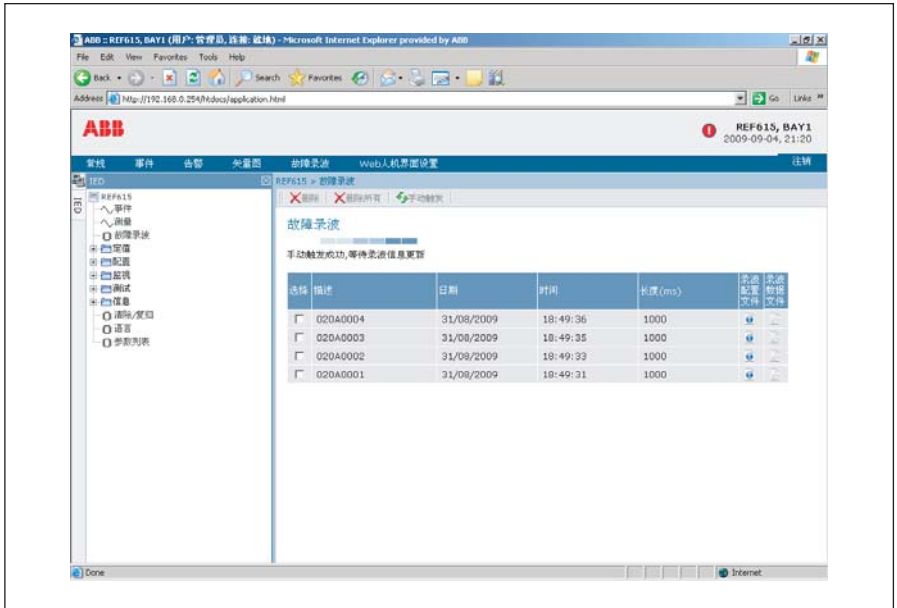 ABB :: REF615, BAY1 (用户: 管理员, 连接: 就地) - Microsoft Internet Explorer provided by ABB
File Edit View Favorites Tools Help
Back Search Favorites
Address http://192.168.0.254/htdocs/application.html Go Links »
ABB
REF615, BAY1
2009-09-04, 21:20
常规 事件 告警 矢量图 故障录波 Web人机界面设置 注销
IED REF615 > 故障录波
IED
REF615
事件
测量
故障录波
定值
配置
监视
测试
信息
清除/复归
语言
参数列表
删除 删除所有 手动触发
故障录波
手动触发成功,等待录波信息更新
选择 描述 日期 时间 长度(ms) 录波配置文件 录波数据文件
020A0004 31/08/2009 18:49:36 1000
020A0003 31/08/2009 18:49:35 1000
020A0002 31/08/2009 18:49:33 1000
020A0001 31/08/2009 18:49:31 1000
Done Internet